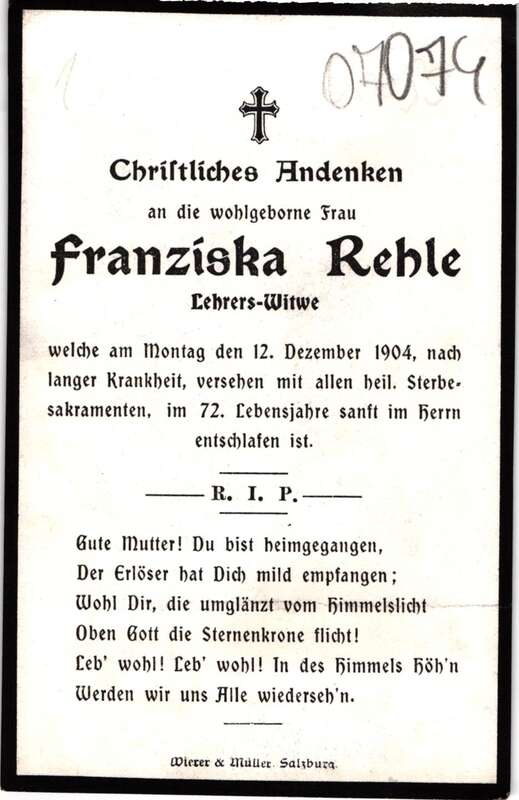 07074
Christliches Andenken
an die wohlgeborne Frau
Franziska Rehle
Lehrers-Witwe
welche am Montag den 12. Dezember 1904, nach
langer Krankheit, versehen mit allen heil. Sterbe-
sakramenten, im 72. Lebensjahre sanft im Herrn
entschlafen ist.
R. I. P.
Gute Mutter! Du bist heimgegangen,
Der Erlöser hat Dich mild empfangen;
Wohl Dir, die umglänzt vom Himmelslicht
Oben Gott die Sternenkrone flicht!
Leb' wohl! Leb' wohl! In des Himmels Höh'n
Werden wir uns Alle wiederseh'n.
Wierer & Müller. Salzburg.